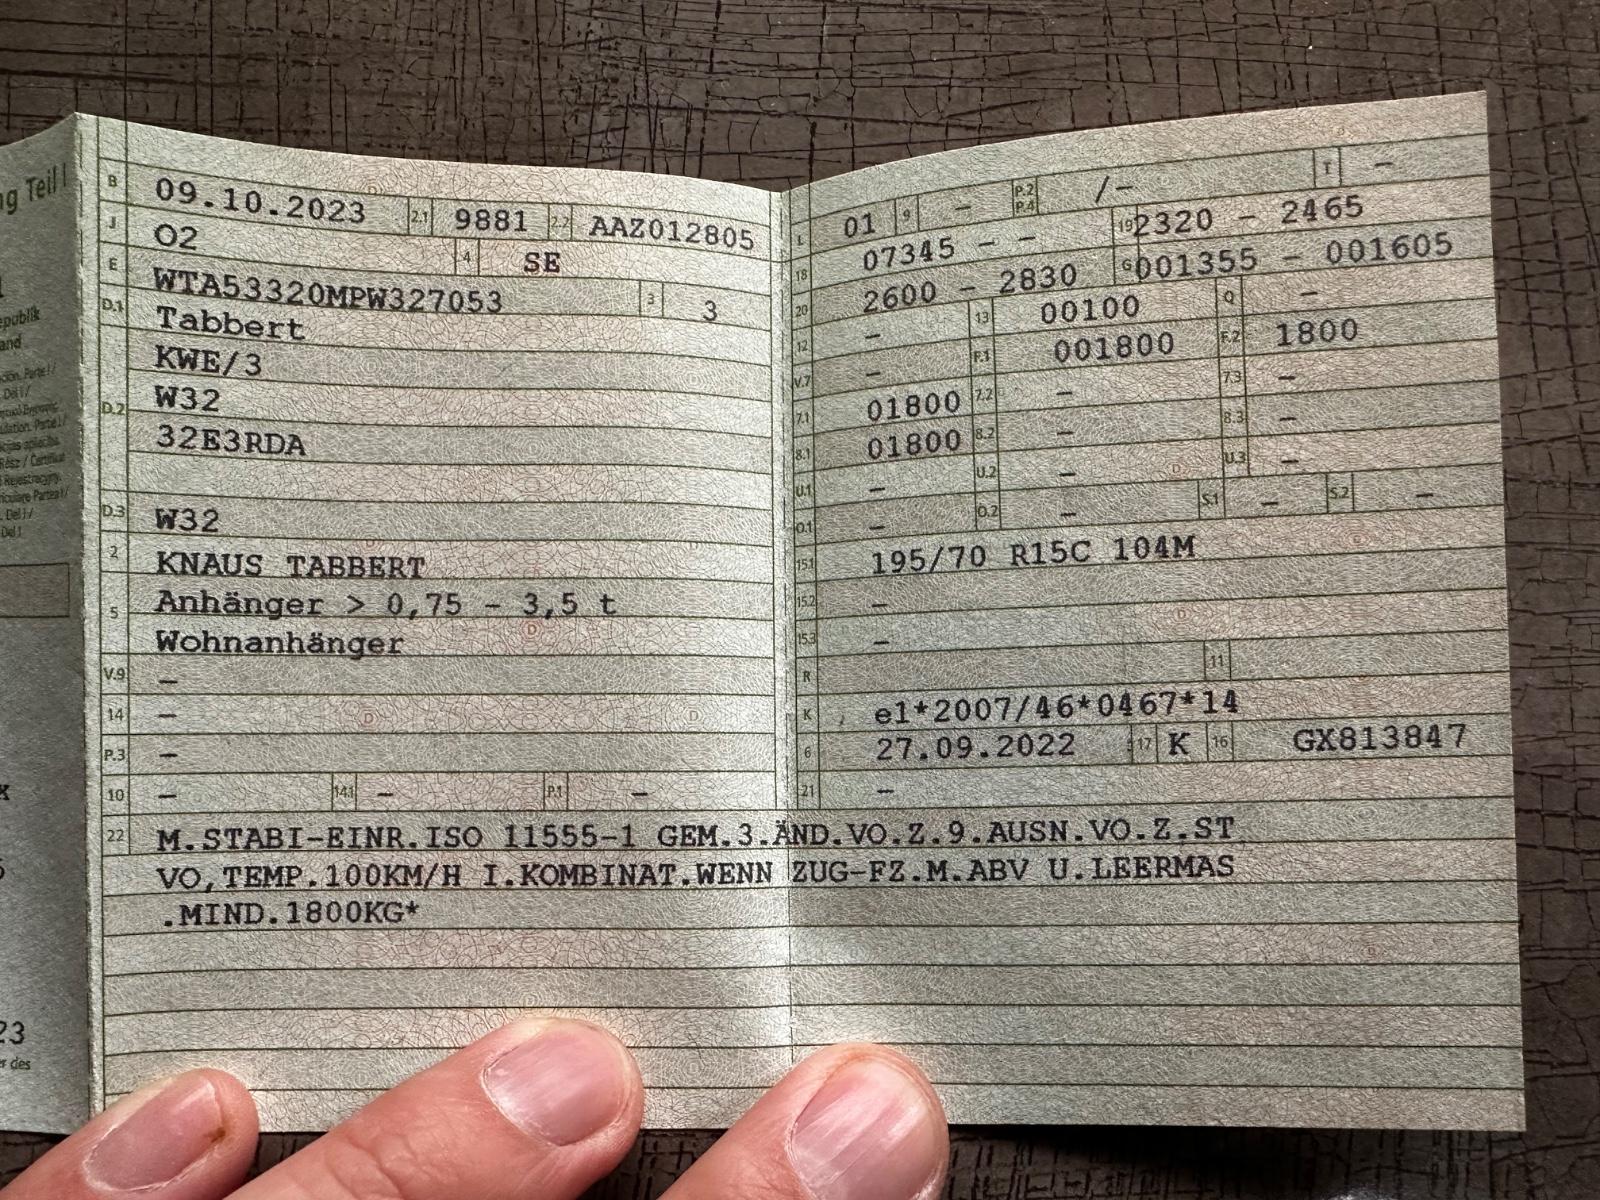 ng Teil I
epublik
and
23
er des
B 09.10.2023 2.1 9881 2.2 AAZ012805
J O2 4 SE
E WTA53320MPW327053 3 3
D.1 Tabbert
D.2 KWE/3
W32
32E3RDA
D.3 W32
2 KNAUS TABBERT
5 Anhänger > 0,75 - 3,5 t
Wohnanhänger
V.9 -
14 -
P.3 -
10 - 14.1 - P.1 -
L 01 9 - P.2 P.4 /- T -
18 07345 - - 19 2320 - 2465
20 2600 - 2830 G 001355 - 001605
12 - 13 00100 Q -
V.7 - F.1 001800 F.2 1800
7.1 01800 7.2 - 7.3 -
8.1 01800 8.2 - 8.3 -
U.1 - U.2 - U.3 -
O.1 - O.2 - S.1 - S.2 -
15.1 195/70 R15C 104M
15.2 -
15.3 -
R 11
K e1*2007/46*0467*14
6 27.09.2022 17 K 16 GX813847
21 -
22 M.STABI-EINR.ISO 11555-1 GEM.3.ÄND.VO.Z.9.AUSN.VO.Z.ST
VO,TEMP.100KM/H I.KOMBINAT.WENN ZUG-FZ.M.ABV U.LEERMAS
.MIND.1800KG*